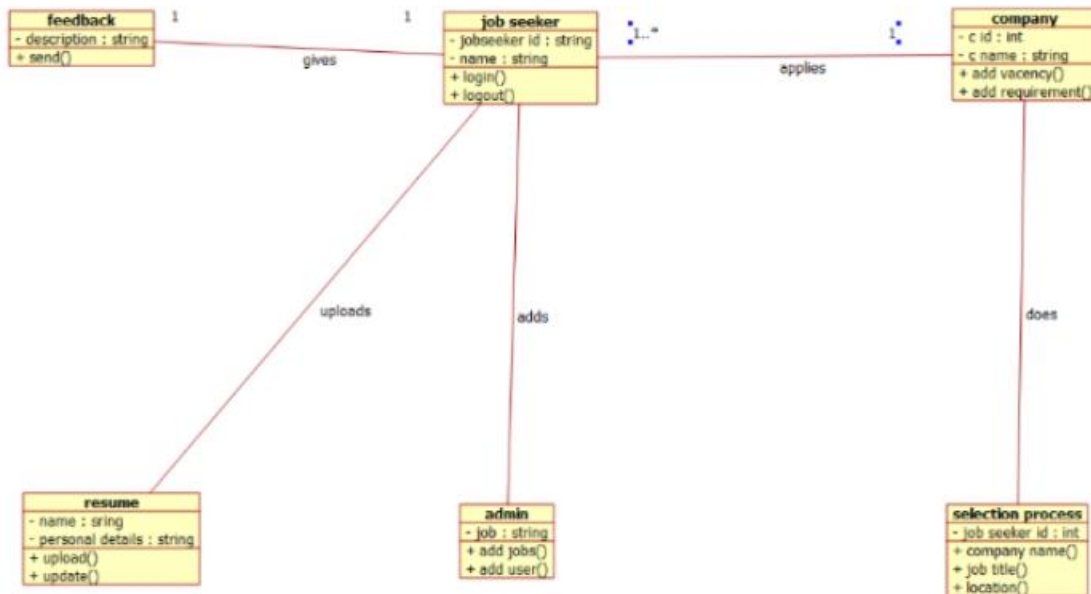 feedback
- description : string
+ send()
1
1
gives
job seeker
- jobseeker id : string
- name : string
+ login()
+ logout()
1..*
1
applies
company
- c id : int
- c name : string
+ add vacency()
+ add requirement()
uploads
adds
does
resume
- name : sring
- personal details : string
+ upload()
+ update()
admin
- job : string
+ add jobs()
+ add user()
selection process
- job seeker id : int
+ company name()
+ job title()
+ location()